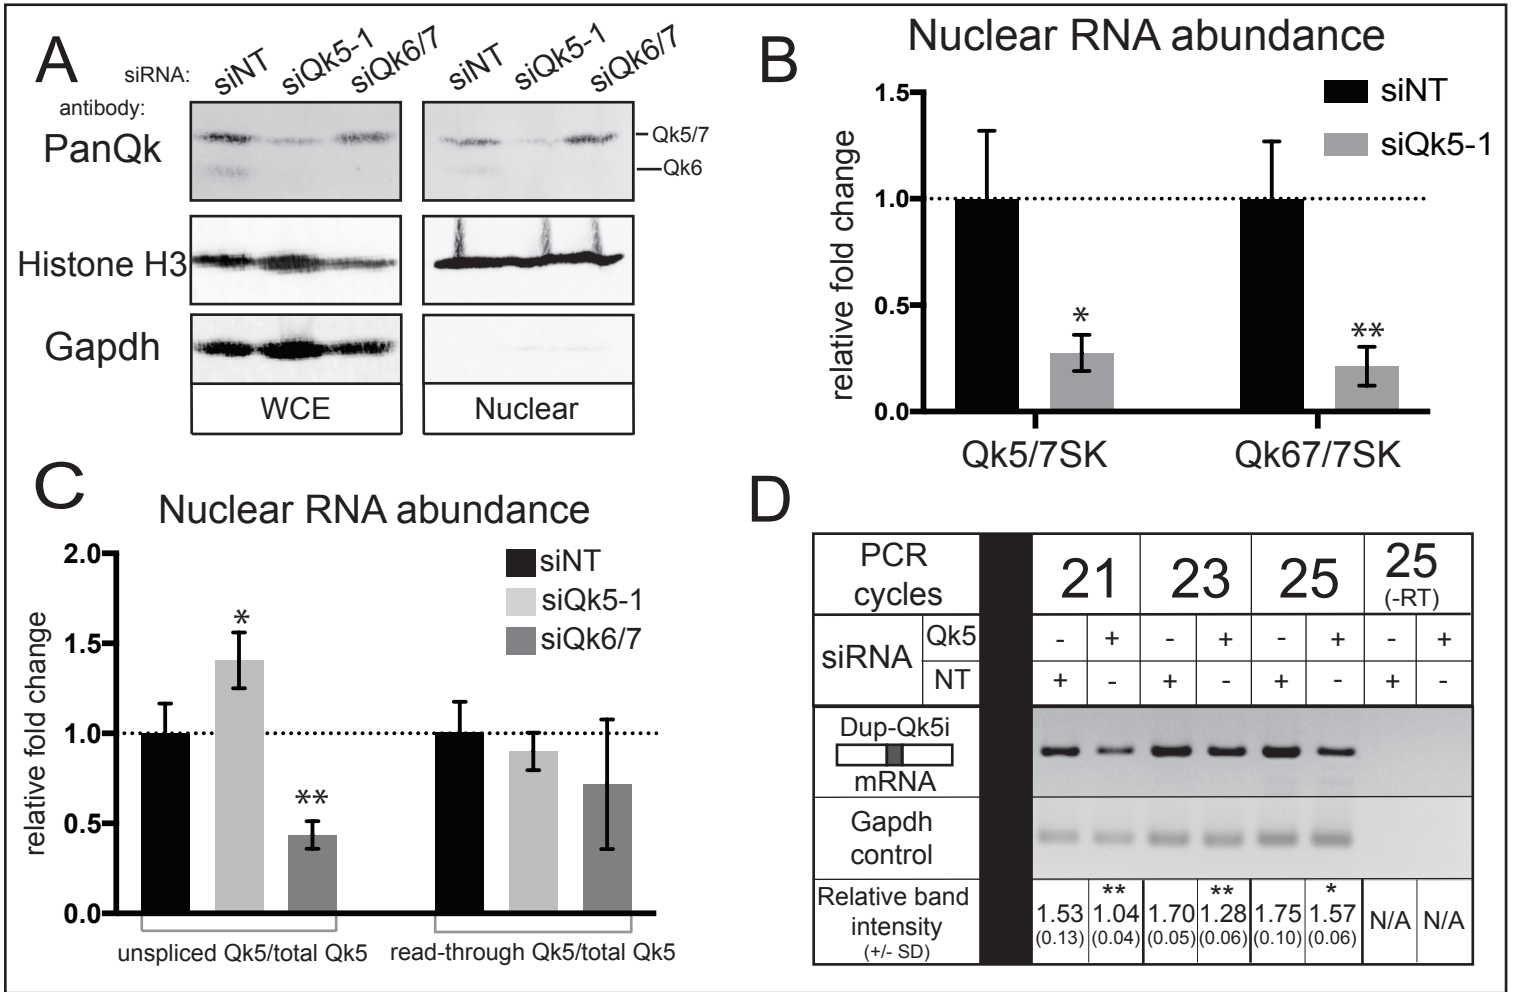 A
siRNA:
siNT
siQk5-1
siQk6/7
siNT
siQk5-1
siQk6/7
antibody:
PanQk
Qk5/7
Qk6
Histone H3
Gapdh
WCE
Nuclear
B
Nuclear RNA abundance
siNT
siQk5-1
relative fold change
1.5
1.0
0.5
0.0
*
**
Qk5/7SK
Qk67/7SK
C
Nuclear RNA abundance
siNT
siQk5-1
siQk6/7
relative fold change
2.0
1.5
1.0
0.5
0.0
*
**
unspliced Qk5/total Qk5
read-through Qk5/total Qk5
D
PCR cycles
21
23
25
25
(-RT)
siRNA
Qk5
- + - + - + - +
NT
+ - + - + - + -
Dup-Qk5i
mRNA
Gapdh
control
Relative band
intensity
(+/- SD)
** ** *
1.53 1.04 1.70 1.28 1.75 1.57 N/A N/A
(0.13) (0.04) (0.05) (0.06) (0.10) (0.06)